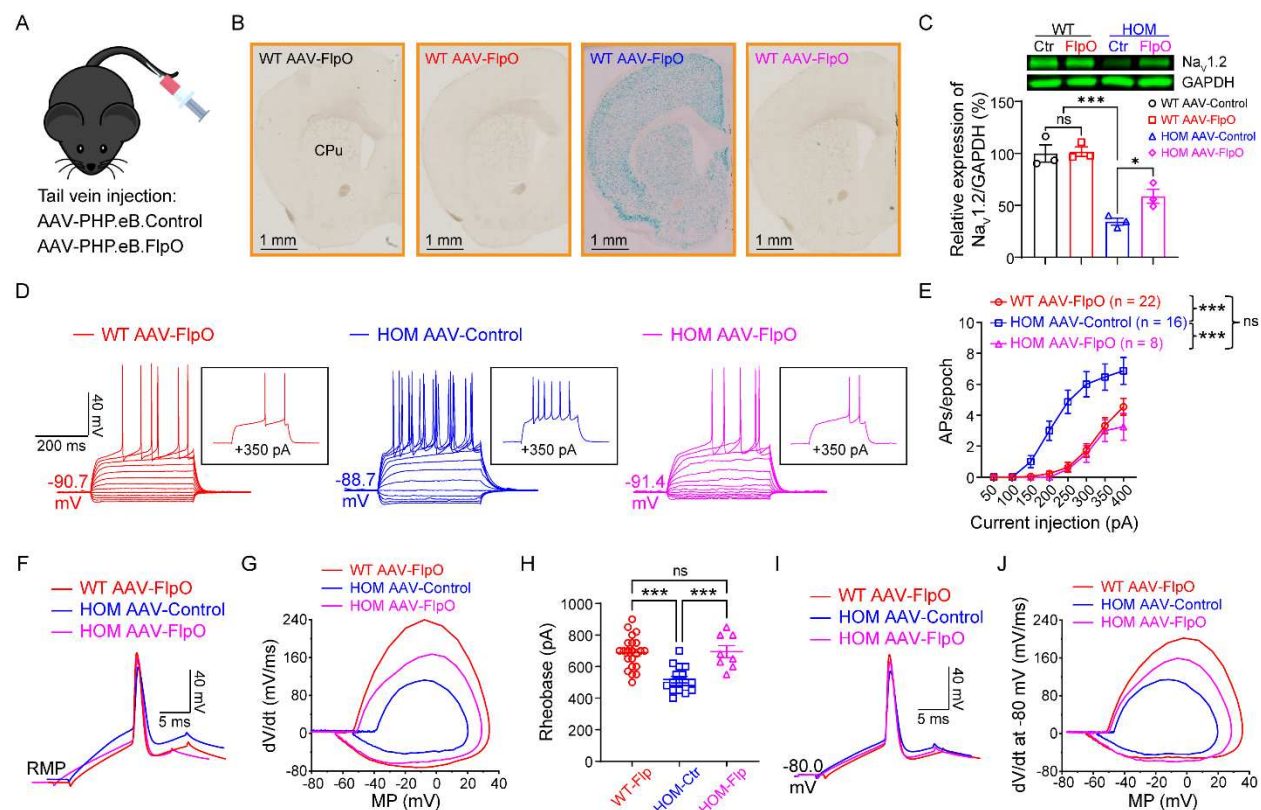 A
Tail vein injection:
AAV-PHP.eB.Control
AAV-PHP.eB.FlpO
B
WT AAV-FlpO
CPu
1 mm
WT AAV-FlpO
1 mm
WT AAV-FlpO
1 mm
WT AAV-FlpO
1 mm
C
WT HOM
Ctr FlpO Ctr FlpO
NaV1.2
GAPDH
Relative expression of
NaV1.2/GAPDH (%)
150
100
50
0
ns
***
*
WT AAV-Control
WT AAV-FlpO
HOM AAV-Control
HOM AAV-FlpO
D
WT AAV-FlpO
40 mV
200 ms
-90.7
mV
+350 pA
HOM AAV-Control
-88.7
mV
+350 pA
HOM AAV-FlpO
-91.4
mV
+350 pA
E
WT AAV-FlpO (n = 22)
HOM AAV-Control (n = 16)
HOM AAV-FlpO (n = 8)
***
***
ns
APs/epoch
10
8
6
4
2
0
50 100 150 200 250 300 350 400
Current injection (pA)
F
WT AAV-FlpO
HOM AAV-Control
HOM AAV-FlpO
40 mV
5 ms
RMP
G
WT AAV-FlpO
HOM AAV-Control
HOM AAV-FlpO
dV/dt (mV/ms)
240
160
80
0
-80
-80 -60 -40 -20 0 20 40
MP (mV)
H
ns
*** ***
Rheobase (pA)
1000
800
600
400
200
0
WT-Flp
HOM-Ctr
HOM-Flp
I
WT AAV-FlpO
HOM AAV-Control
HOM AAV-FlpO
40 mV
5 ms
-80.0
mV
J
WT AAV-FlpO
HOM AAV-Control
HOM AAV-FlpO
dV/dt at -80 mV (mV/ms)
240
160
80
0
-80
-80 -60 -40 -20 0 20 40
MP (mV)